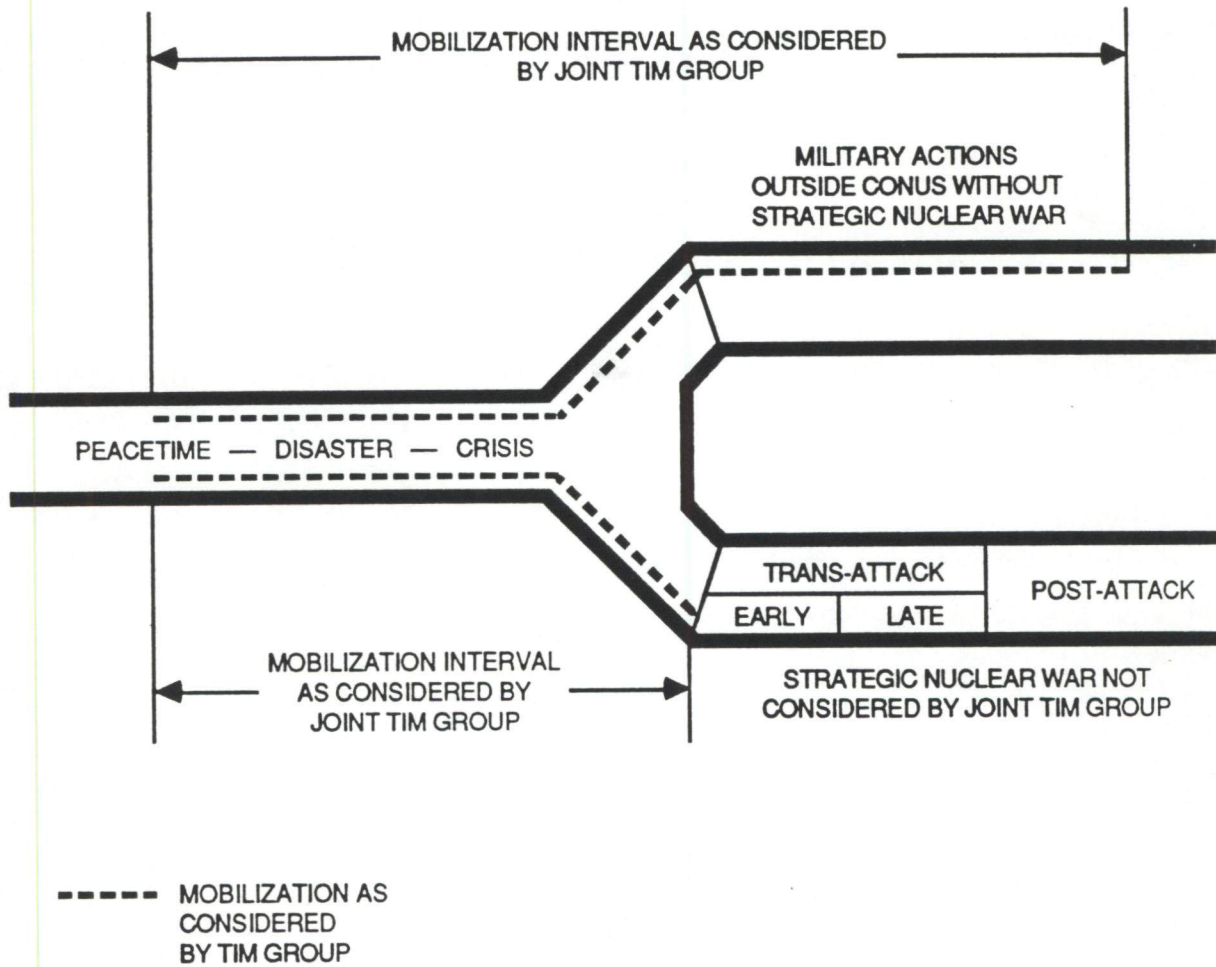 MOBILIZATION INTERVAL AS CONSIDERED
BY JOINT TIM GROUP
MILITARY ACTIONS
OUTSIDE CONUS WITHOUT
STRATEGIC NUCLEAR WAR
PEACETIME — DISASTER — CRISIS
TRANS-ATTACK
POST-ATTACK
EARLY
LATE
MOBILIZATION INTERVAL
AS CONSIDERED BY
JOINT TIM GROUP
STRATEGIC NUCLEAR WAR NOT
CONSIDERED BY JOINT TIM GROUP
MOBILIZATION AS
CONSIDERED
BY TIM GROUP